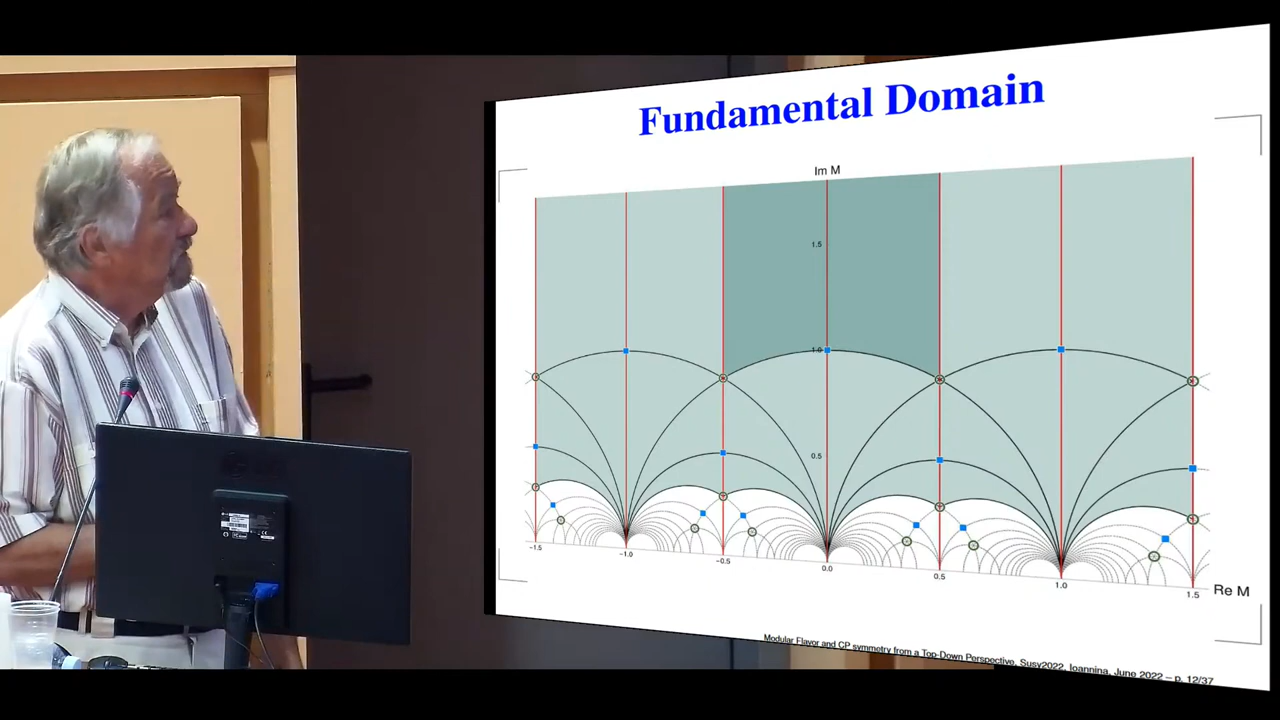 Fundamental Domain
Im M
1.5
1.0
0.5
-1.5
-1.0
-0.5
0.0
0.5
1.0
1.5
Re M
Modular Flavor and CP symmetry from a Top-Down Perspective, Susy2022, Ioannina, June 2022 – p. 12/37